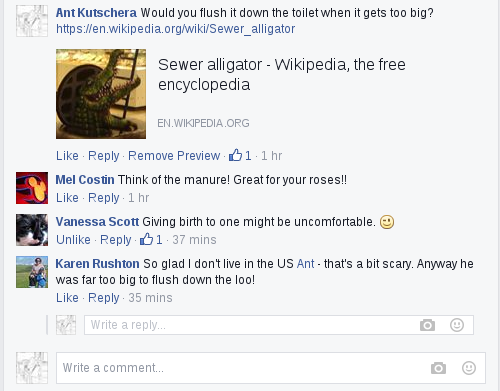 Ant Kutschera Would you flush it down the toilet when it gets too big?
https://en.wikipedia.org/wiki/Sewer_alligator
Sewer alligator - Wikipedia, the free
encyclopedia
EN.WIKIPEDIA.ORG
Like · Reply · Remove Preview · 1 · 1 hr
Mel Costin Think of the manure! Great for your roses!!
Like · Reply · 1 hr
Vanessa Scott Giving birth to one might be uncomfortable.
Unlike · Reply · 1 · 37 mins
Karen Rushton So glad I don't live in the US Ant - that's a bit scary. Anyway he
was far too big to flush down the loo!
Like · Reply · 35 mins
Write a reply...
Write a comment...